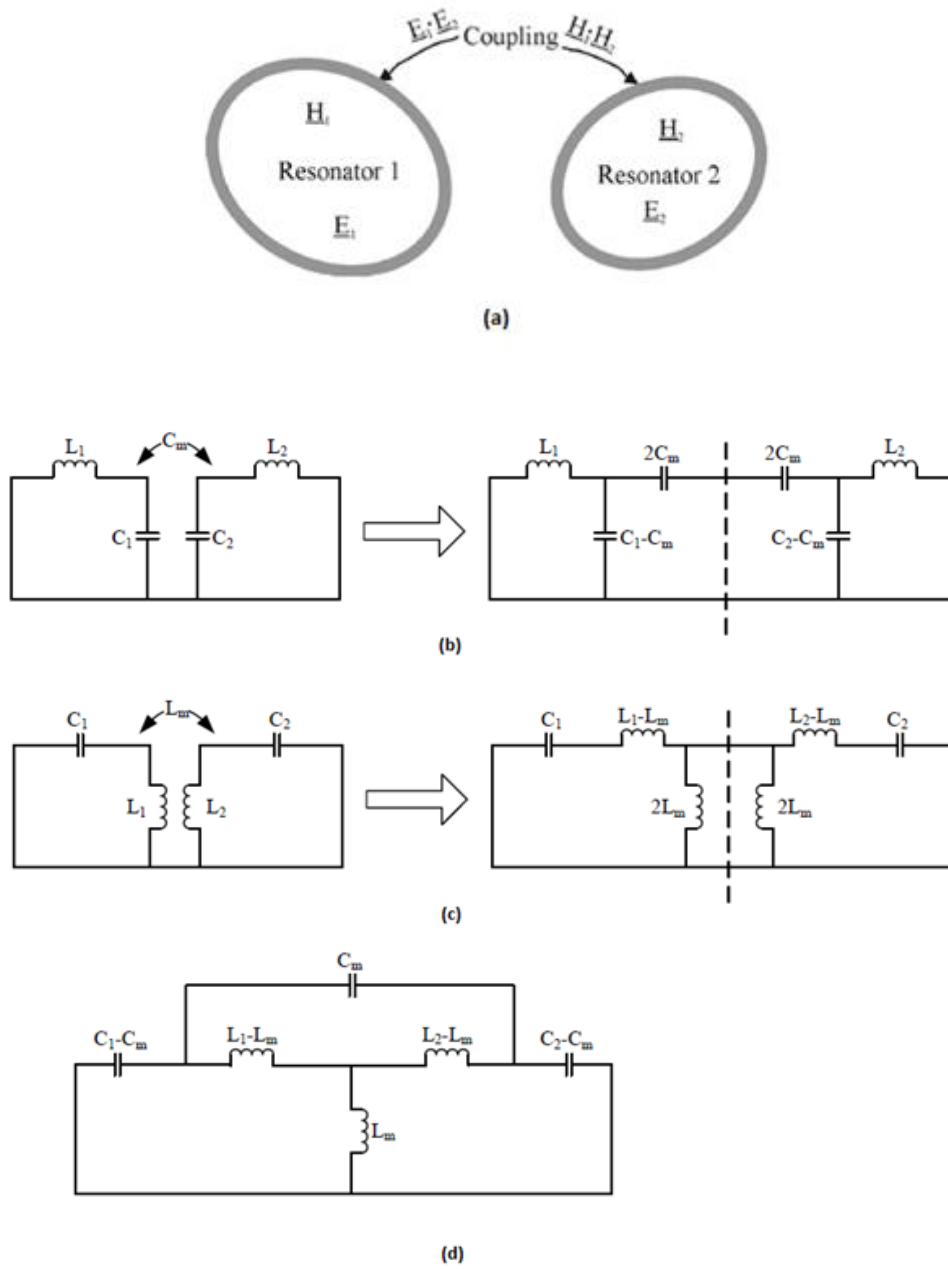 E₁·E₂ Coupling H₁·H₂
H₁
Resonator 1
E₁
H₂
Resonator 2
E₂
(a)
L₁ Cₘ L₂
C₁ C₂
L₁ 2Cₘ 2Cₘ L₂
C₁-Cₘ C₂-Cₘ
(b)
C₁ Lₘ C₂
L₁ L₂
C₁ L₁-Lₘ L₂-Lₘ C₂
2Lₘ 2Lₘ
(c)
Cₘ
C₁-Cₘ L₁-Lₘ L₂-Lₘ C₂-Cₘ
Lₘ
(d)